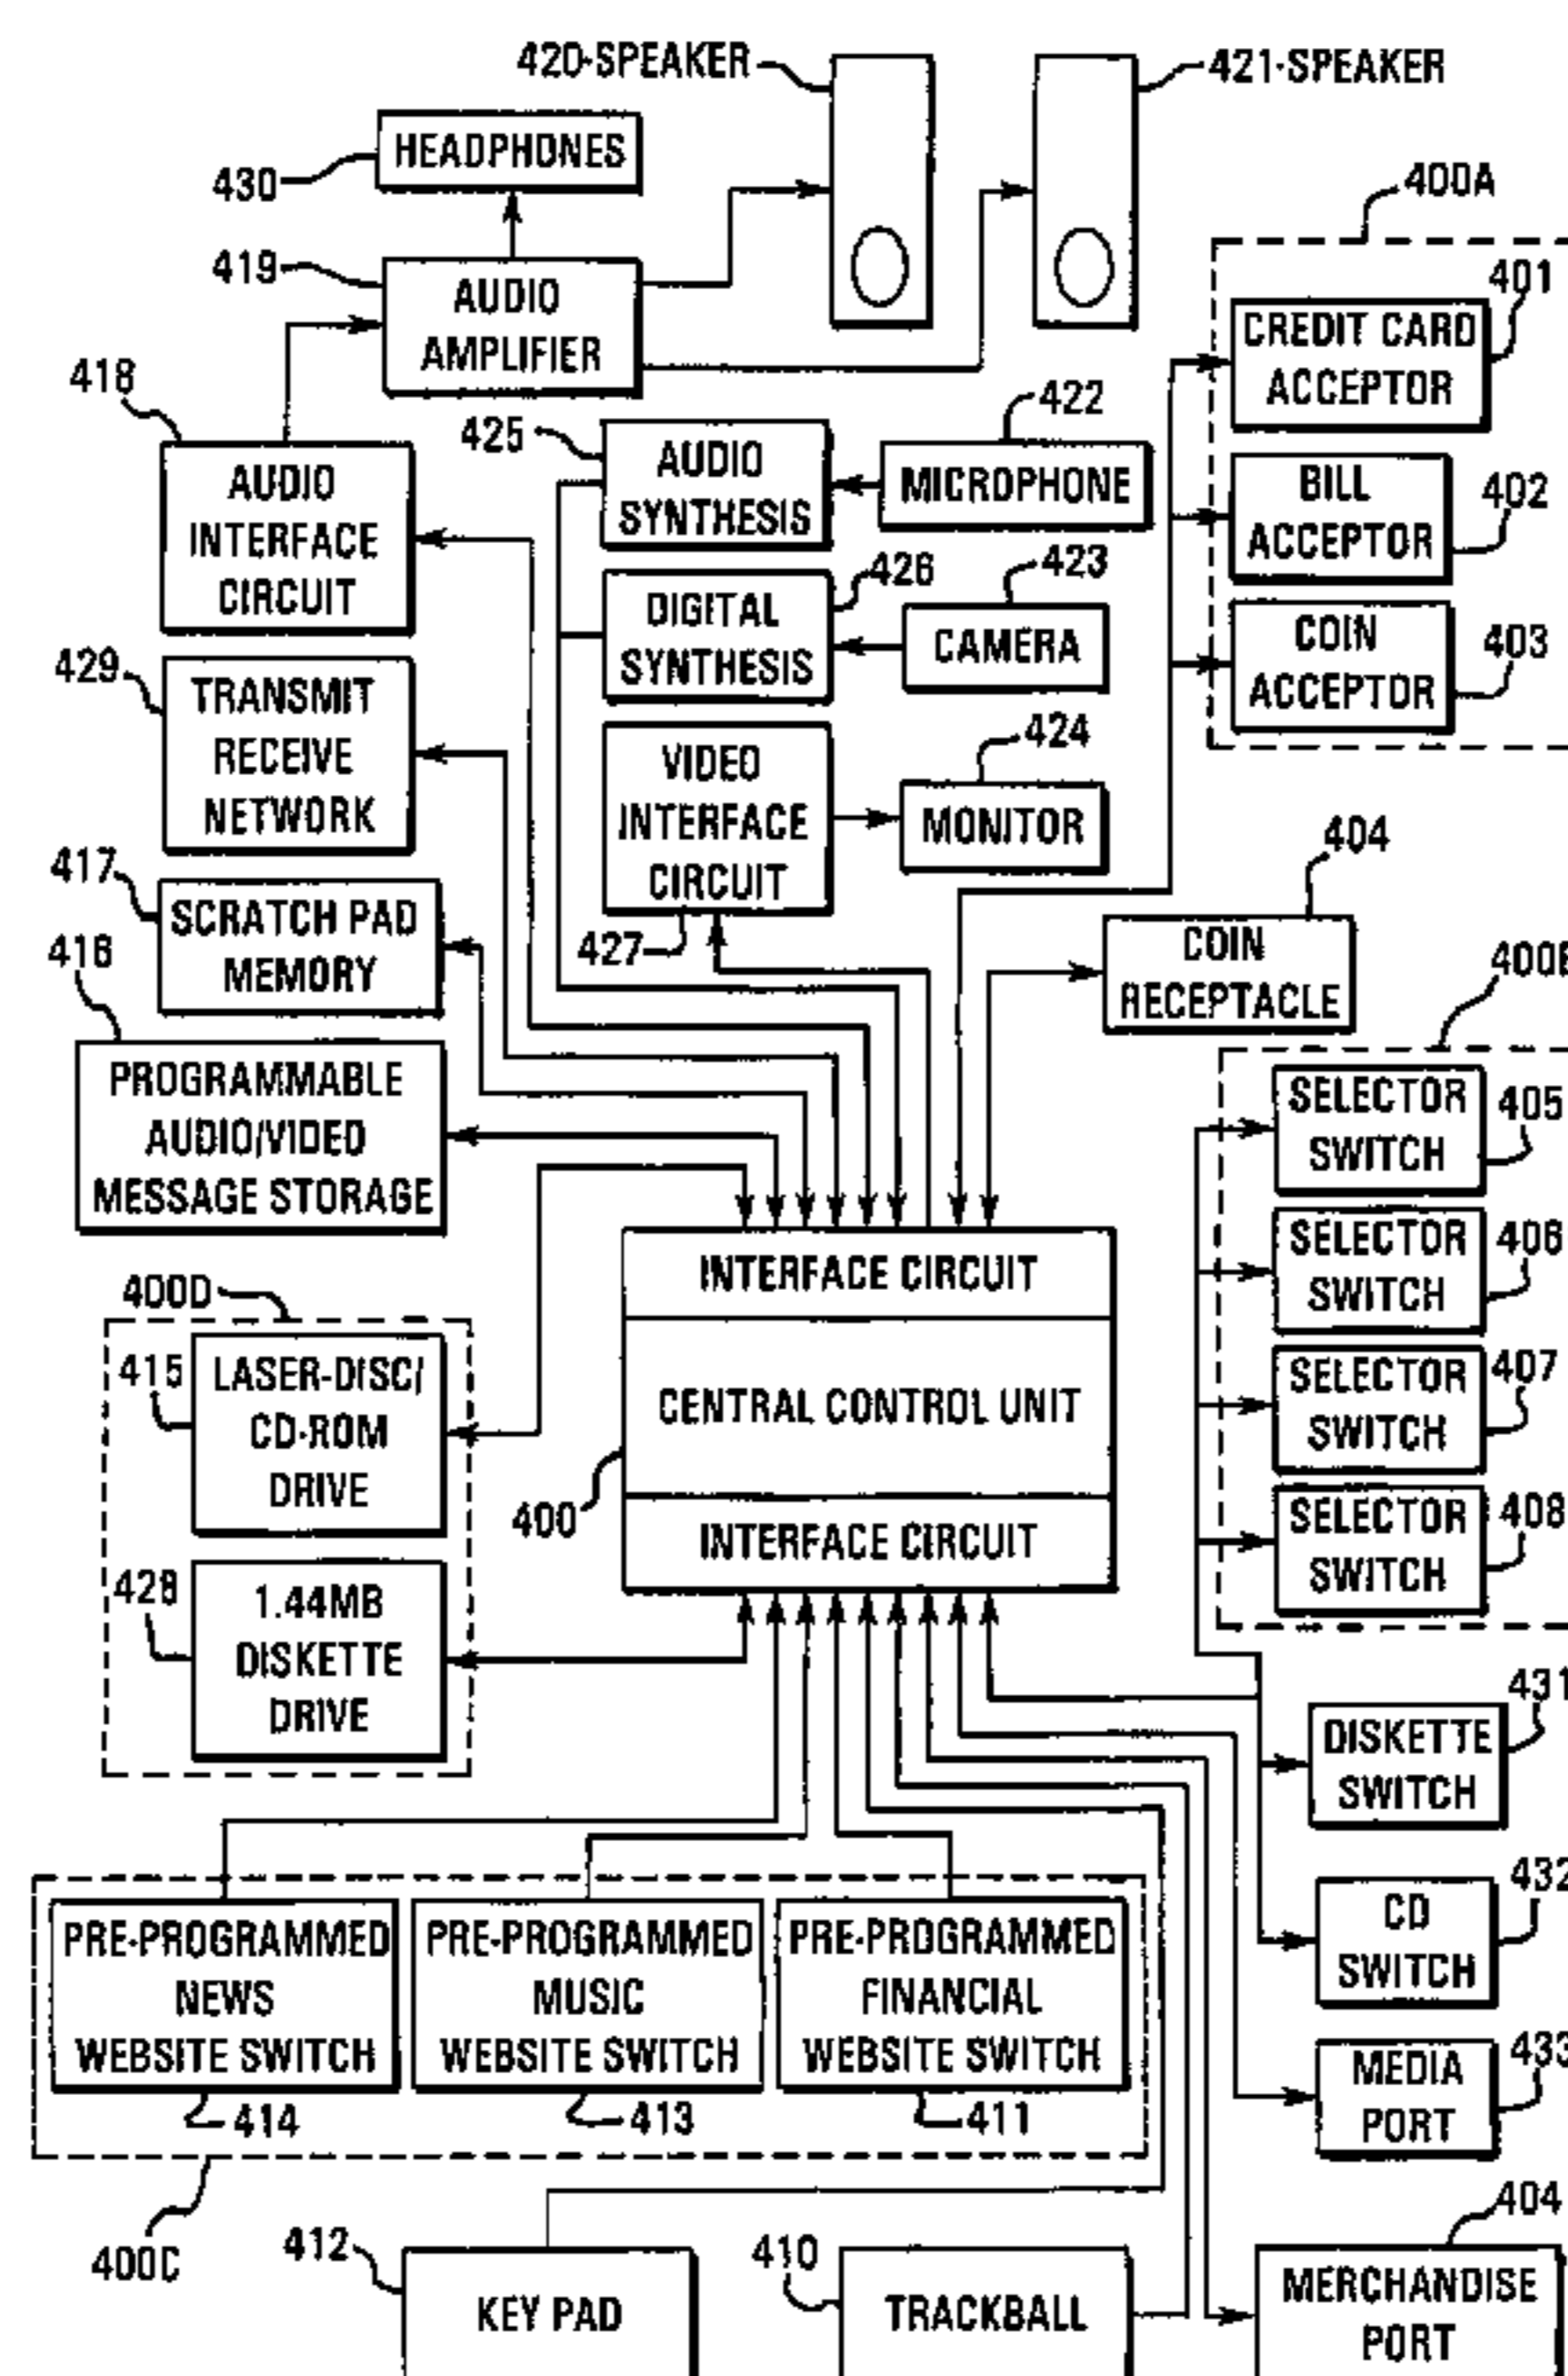 420-SPEAKER
421-SPEAKER
HEADPHONES
430
400A
419
AUDIO
AMPLIFIER
401
CREDIT CARD
ACCEPTOR
418
425
AUDIO
SYNTHESIS
422
MICROPHONE
AUDIO
INTERFACE
CIRCUIT
BILL
ACCEPTOR
402
426
DIGITAL
SYNTHESIS
423
CAMERA
COIN
ACCEPTOR
403
429
TRANSMIT
RECEIVE
NETWORK
VIDEO
INTERFACE
CIRCUIT
424
MONITOR
427
404
COIN
RECEPTACLE
417
SCRATCH PAD
MEMORY
416
PROGRAMMABLE
AUDIO/VIDEO
MESSAGE STORAGE
400B
SELECTOR
SWITCH
405
SELECTOR
SWITCH
406
SELECTOR
SWITCH
407
SELECTOR
SWITCH
408
INTERFACE CIRCUIT
CENTRAL CONTROL UNIT
INTERFACE CIRCUIT
400
400D
415
LASER-DISC/
CD-ROM
DRIVE
428
1.44MB
DISKETTE
DRIVE
431
DISKETTE
SWITCH
432
CD
SWITCH
433
MEDIA
PORT
PRE-PROGRAMMED
NEWS
WEBSITE SWITCH
414
PRE-PROGRAMMED
MUSIC
WEBSITE SWITCH
413
PRE-PROGRAMMED
FINANCIAL
WEBSITE SWITCH
411
400C
412
KEY PAD
410
TRACKBALL
404
MERCHANDISE
PORT